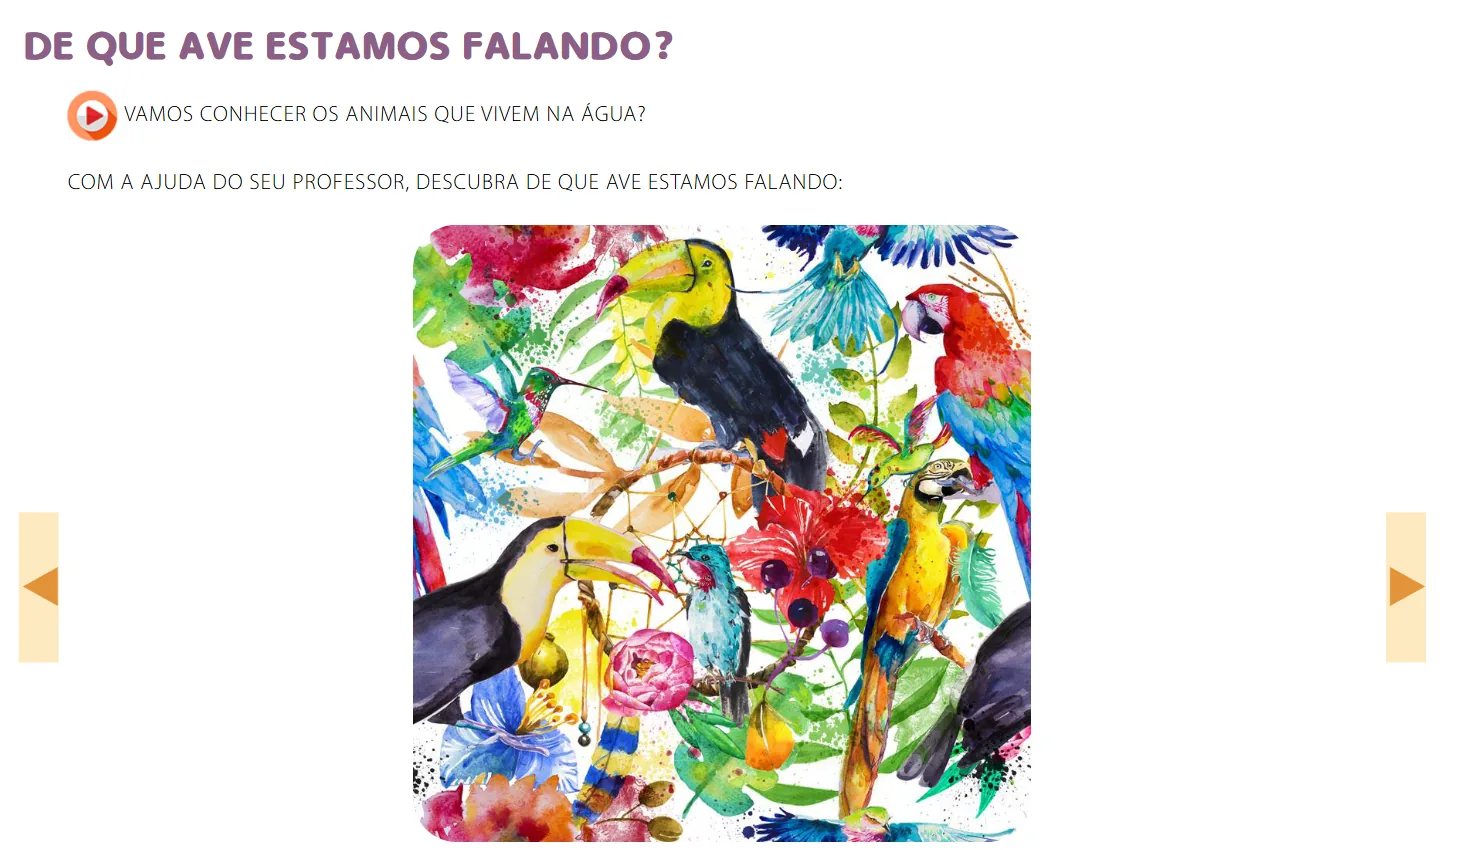 DE QUE AVE ESTAMOS FALANDO?
VAMOS CONHECER OS ANIMAIS QUE VIVEM NA ÁGUA?
COM A AJUDA DO SEU PROFESSOR, DESCUBRA DE QUE AVE ESTAMOS FALANDO: